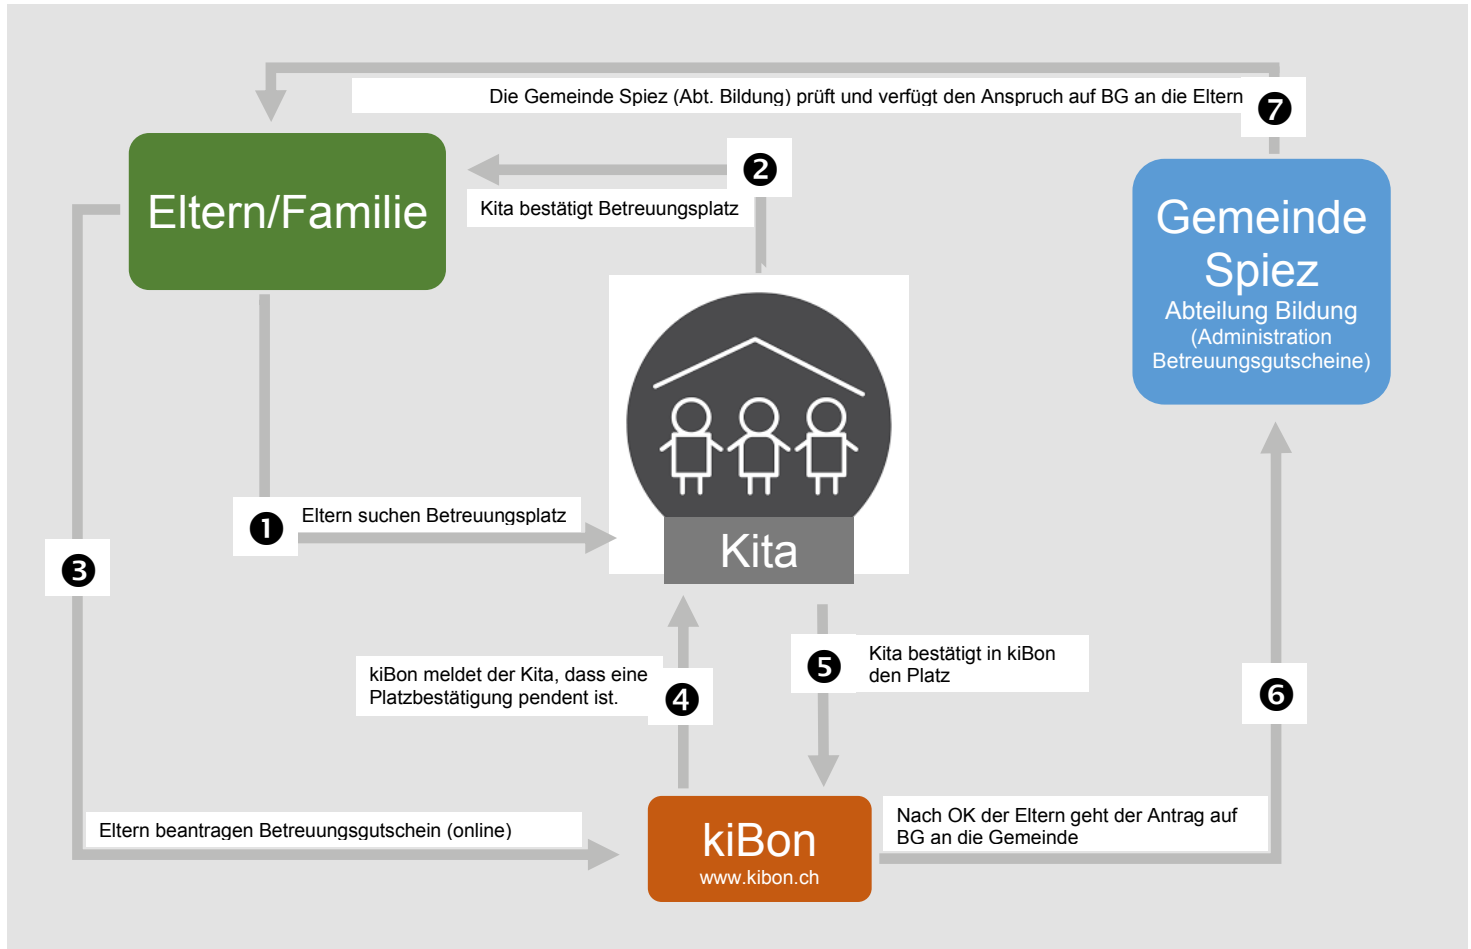 Die Gemeinde Spiez (Abt. Bildung) prüft und verfügt den Anspruch auf BG an die Eltern
❼
❷
Kita bestätigt Betreuungsplatz
Eltern/Familie
Gemeinde
Spiez
Abteilung Bildung
(Administration
Betreuungsgutscheine)
❶
Eltern suchen Betreuungsplatz
Kita
❸
kiBon meldet der Kita, dass eine
Platzbestätigung pendent ist.
❹
❺
Kita bestätigt in kiBon
den Platz
❻
Eltern beantragen Betreuungsgutschein (online)
kiBon
www.kibon.ch
Nach OK der Eltern geht der Antrag auf
BG an die Gemeinde